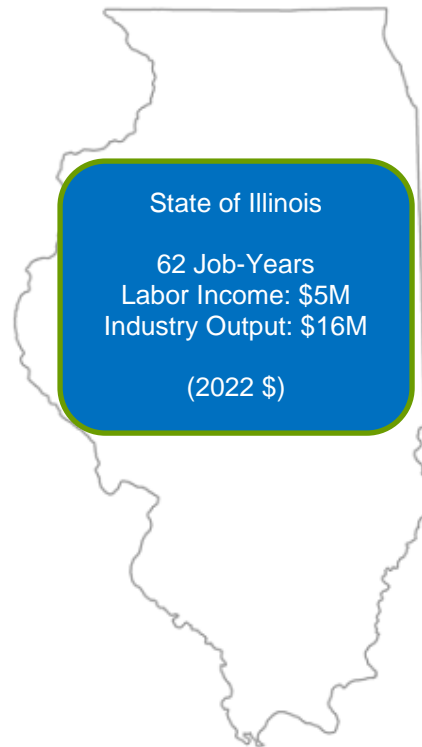 State of Illinois
62 Job-Years
Labor Income: $5M
Industry Output: $16M
(2022 $)